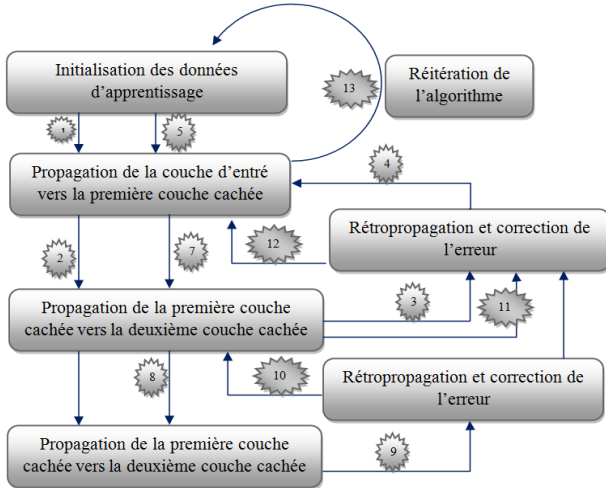 Initialisation des données
d'apprentissage
13
Réitération de
l'algorithme
1
5
Propagation de la couche d'entré
vers la première couche cachée
4
2
7
12
Rétropropagation et correction de
l'erreur
Propagation de la première couche
cachée vers la deuxième couche cachée
3
11
8
10
Rétropropagation et correction de
l'erreur
Propagation de la première couche
cachée vers la deuxième couche cachée
9